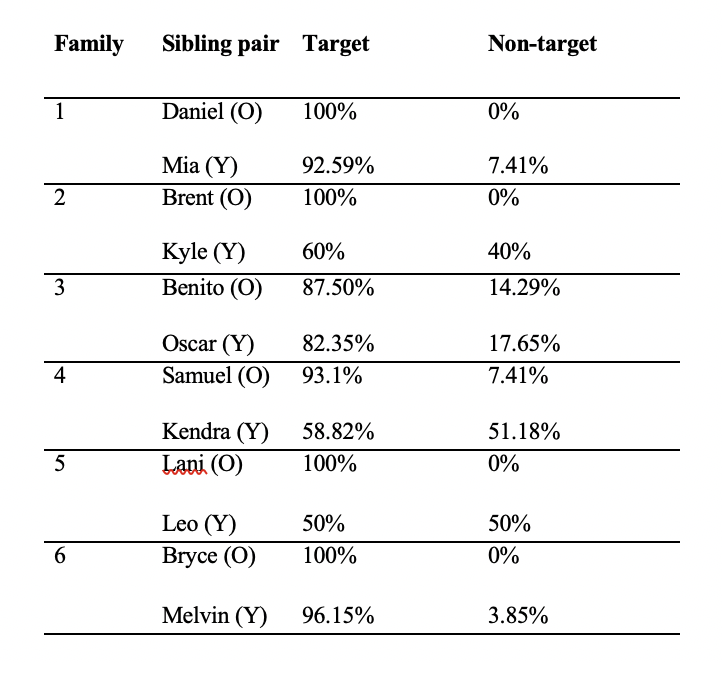 Family Sibling pair Target Non-target
1 Daniel (O) 100% 0%
Mia (Y) 92.59% 7.41%
2 Brent (O) 100% 0%
Kyle (Y) 60% 40%
3 Benito (O) 87.50% 14.29%
Oscar (Y) 82.35% 17.65%
4 Samuel (O) 93.1% 7.41%
Kendra (Y) 58.82% 51.18%
5 Lani (O) 100% 0%
Leo (Y) 50% 50%
6 Bryce (O) 100% 0%
Melvin (Y) 96.15% 3.85%